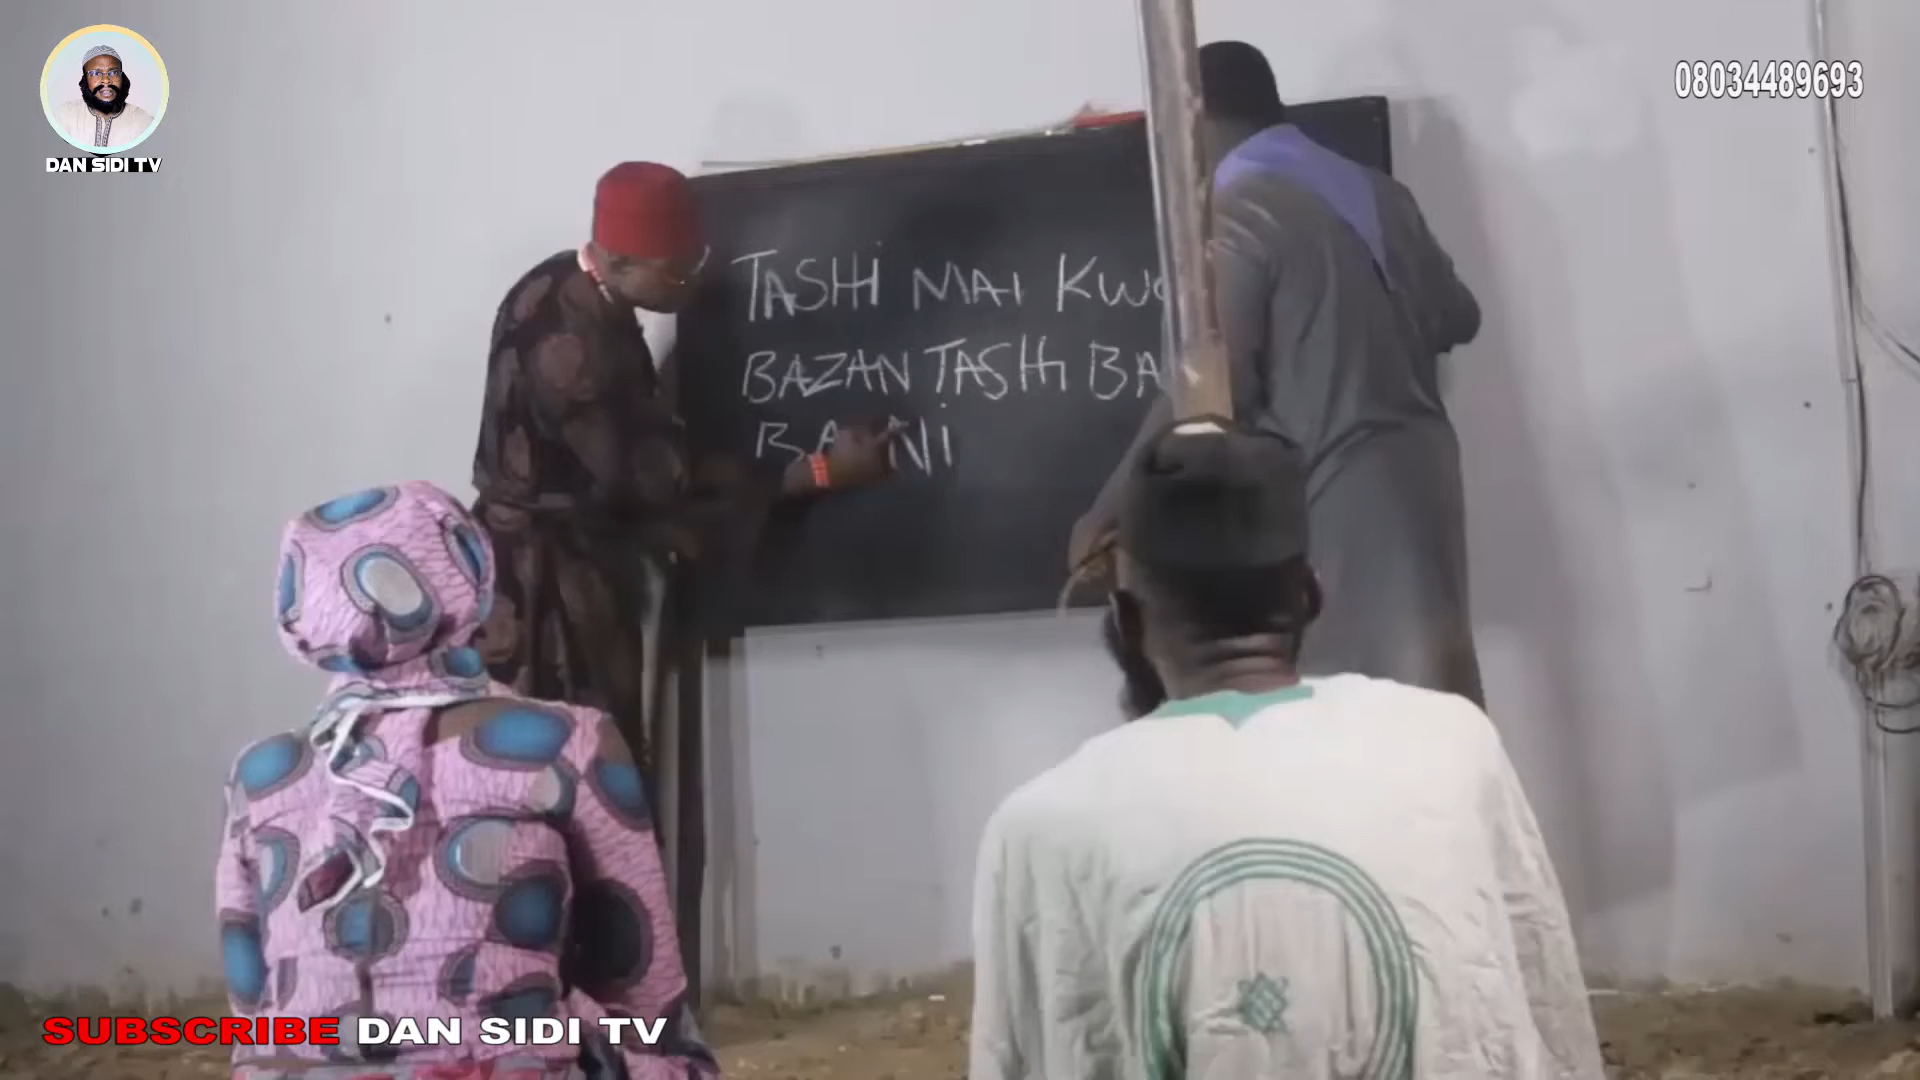 DAN SIDI TV
08034489693
TASHI MAI
BAZAN TASHI
SUBSCRIBE DAN SIDI TV